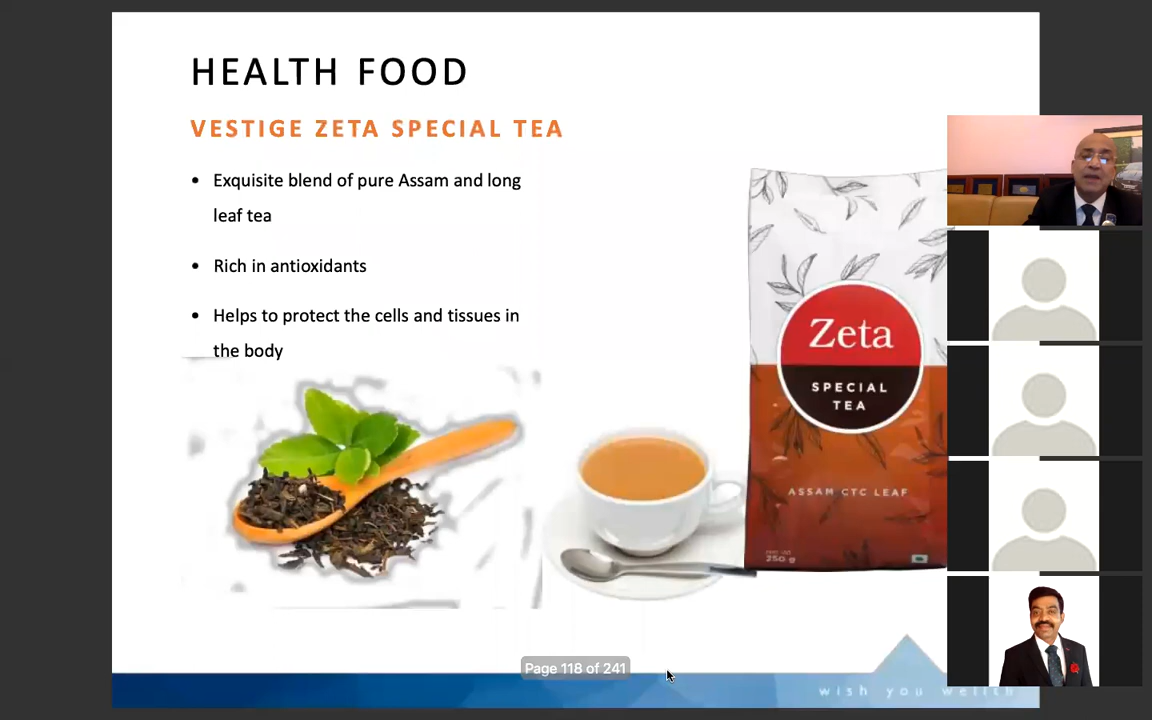 HEALTH FOOD
VESTIGE ZETA SPECIAL TEA
• Exquisite blend of pure Assam and long
leaf tea
• Rich in antioxidants
• Helps to protect the cells and tissues in
the body
Zeta
SPECIAL
TEA
ASSAM CTC LEAF
250 g
Page 118 of 241
wish you wellth